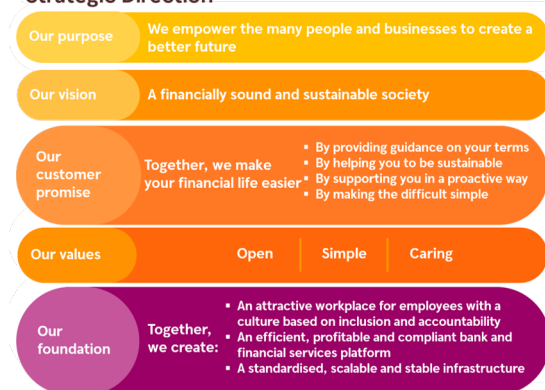 Strategic Direction
Our purpose
We empower the many people and businesses to create a
better future
Our vision
A financially sound and sustainable society
Our
customer
promise
Together, we make
your financial life easier
▪ By providing guidance on your terms
▪ By helping you to be sustainable
▪ By supporting you in a proactive way
▪ By making the difficult simple
Our values
Open
Simple
Caring
Our
foundation
Together,
we create:
▪ An attractive workplace for employees with a
culture based on inclusion and accountability
▪ An efficient, profitable and compliant bank and
financial services platform
▪ A standardised, scalable and stable infrastructure